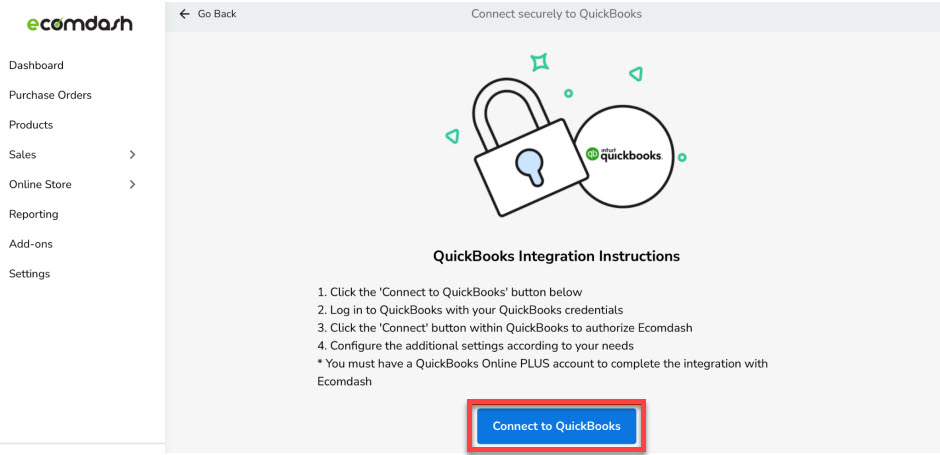 ecomdash
Go Back
Connect securely to QuickBooks
Dashboard
Purchase Orders
Products
Sales
Online Store
Reporting
Add-ons
Settings
qb
intuit
quickbooks.
QuickBooks Integration Instructions
1. Click the 'Connect to QuickBooks' button below
2. Log in to QuickBooks with your QuickBooks credentials
3. Click the 'Connect' button within QuickBooks to authorize Ecomdash
4. Configure the additional settings according to your needs
* You must have a QuickBooks Online PLUS account to complete the integration with
Ecomdash
Connect to QuickBooks